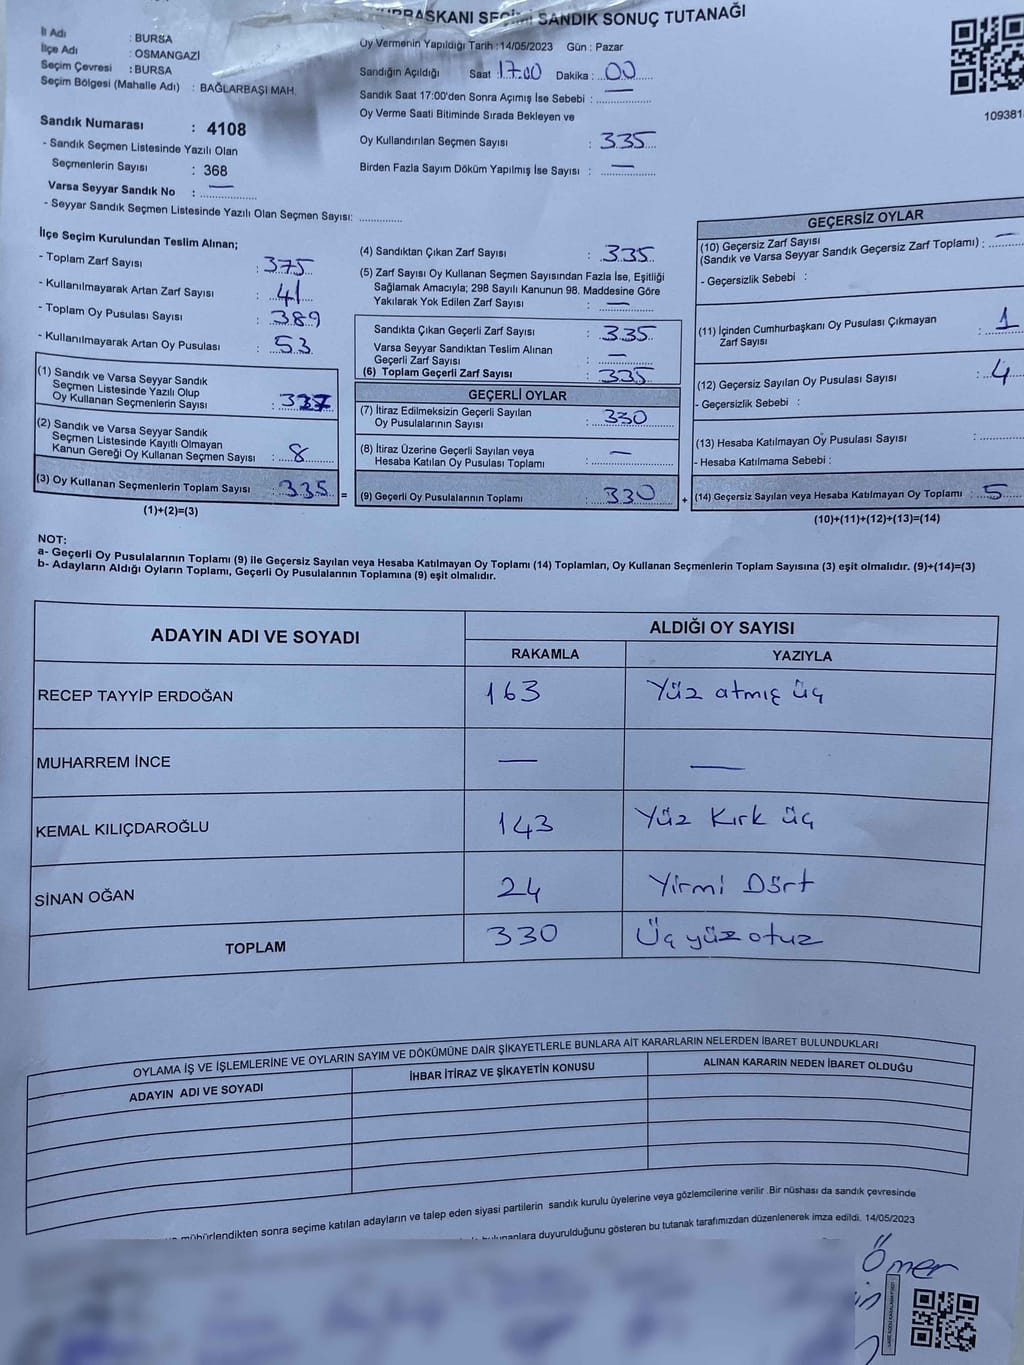 SANDIK SONUÇ TUTANAĞI
İl Adı : BURSA
İlçe Adı : OSMANGAZİ
Seçim Çevresi : BURSA
Seçim Bölgesi (Mahalle Adı) : BAĞLARBAŞI MAH.
Oy Vermenin Yapıldığı Tarih : 14/05/2023 Gün : Pazar
Sandığın Açıldığı Saat 17.00 Dakika : 00
Sandık Saat 17:00'den Sonra Açımış İse Sebebi : —
Oy Verme Saati Bitiminde Sırada Bekleyen ve
Oy Kullandırılan Seçmen Sayısı : 335
Birden Fazla Sayım Döküm Yapılmış İse Sayısı : —
109381
Sandık Numarası : 4108
- Sandık Seçmen Listesinde Yazılı Olan
Seçmenlerin Sayısı : 368
Varsa Seyyar Sandık No : —
- Seyyar Sandık Seçmen Listesinde Yazılı Olan Seçmen Sayısı:
İlçe Seçim Kurulundan Teslim Alınan;
- Toplam Zarf Sayısı : 375
- Kullanılmayarak Artan Zarf Sayısı : 41
- Toplam Oy Pusulası Sayısı : 389
- Kullanılmayarak Artan Oy Pusulası : 53
(1) Sandık ve Varsa Seyyar Sandık
Seçmen Listesinde Yazılı Olup
Oy Kullanan Seçmenlerin Sayısı : 327
(2) Sandık ve Varsa Seyyar Sandık
Seçmen Listesinde Kayıtlı Olmayan
Kanun Gereği Oy Kullanan Seçmen Sayısı : 8
(3) Oy Kullanan Seçmenlerin Toplam Sayısı : 335 =
(1)+(2)=(3)
(4) Sandıktan Çıkan Zarf Sayısı : 335
(5) Zarf Sayısı Oy Kullanan Seçmen Sayısından Fazla İse, Eşitliği
Sağlamak Amacıyla; 298 Sayılı Kanunun 98. Maddesine Göre
Yakılarak Yok Edilen Zarf Sayısı : —
Sandıkta Çıkan Geçerli Zarf Sayısı : 335
Varsa Seyyar Sandıktan Teslim Alınan
Geçerli Zarf Sayısı : —
(6) Toplam Geçerli Zarf Sayısı : 335
GEÇERLİ OYLAR
(7) İtiraz Edilmeksizin Geçerli Sayılan
Oy Pusulalarının Sayısı : 330
(8) İtiraz Üzerine Geçerli Sayılan veya
Hesaba Katılan Oy Pusulası Toplamı : —
(9) Geçerli Oy Pusulalarının Toplamı : 330 +
GEÇERSİZ OYLAR
(10) Geçersiz Zarf Sayısı
(Sandık ve Varsa Seyyar Sandık Geçersiz Zarf Toplamı) : —
- Geçersizlik Sebebi :
(11) İçinden Cumhurbaşkanı Oy Pusulası Çıkmayan
Zarf Sayısı : 1
(12) Geçersiz Sayılan Oy Pusulası Sayısı : 4
- Geçersizlik Sebebi :
(13) Hesaba Katılmayan Oy Pusulası Sayısı :
- Hesaba Katılmama Sebebi :
(14) Geçersiz Sayılan veya Hesaba Katılmayan Oy Toplamı : 5
(10)+(11)+(12)+(13)=(14)
NOT:
a- Geçerli Oy Pusulalarının Toplamı (9) ile Geçersiz Sayılan veya Hesaba Katılmayan Oy Toplamı (14) Toplamları, Oy Kullanan Seçmenlerin Toplam Sayısına (3) eşit olmalıdır. (9)+(14)=(3)
b- Adayların Aldığı Oyların Toplamı, Geçerli Oy Pusulalarının Toplamına (9) eşit olmalıdır.
ADAYIN ADI VE SOYADI ALDIĞI OY SAYISI
RAKAMLA YAZIYLA
RECEP TAYYİP ERDOĞAN 163 Yüz atmış üç
MUHARREM İNCE — —
KEMAL KILIÇDAROĞLU 143 Yüz Kırk üç
SİNAN OĞAN 24 Yirmi Dört
TOPLAM 330 Üç yüz otuz
OYLAMA İŞ VE İŞLEMLERİNE VE OYLARIN SAYIM VE DÖKÜMÜNE DAİR ŞİKAYETLERLE BUNLARA AİT KARARLARIN NELERDEN İBARET BULUNDUKLARI
ADAYIN ADI VE SOYADI İHBAR İTİRAZ VE ŞİKAYETİN KONUSU ALINAN KARARIN NEDEN İBARET OLDUĞU
mühürlendikten sonra seçime katılan adayların ve talep eden siyasi partilerin sandık kurulu üyelerine veya gözlemcilerine verilir .Bir nüshası da sandık çevresinde
bulunanlara duyurulduğunu gösteren bu tutanak tarafımızdan düzenlenerek imza edildi. 14/05/2023
Ömer